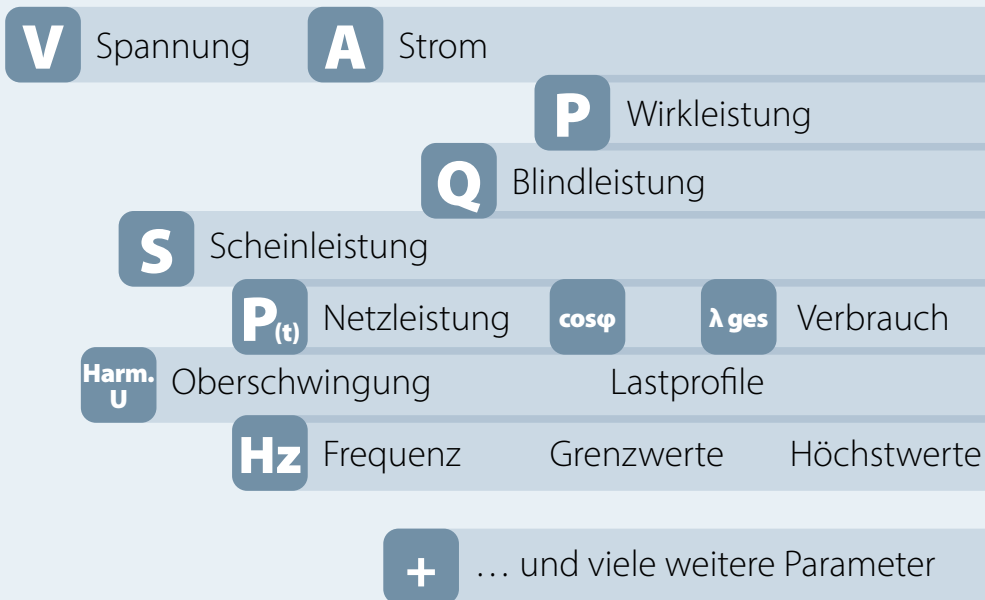 V Spannung A Strom
P Wirkleistung
Q Blindleistung
S Scheinleistung
P(t) Netzleistung cosφ λ ges Verbrauch
Harm. U Oberschwingung Lastprofile
Hz Frequenz Grenzwerte Höchstwerte
+ … und viele weitere Parameter